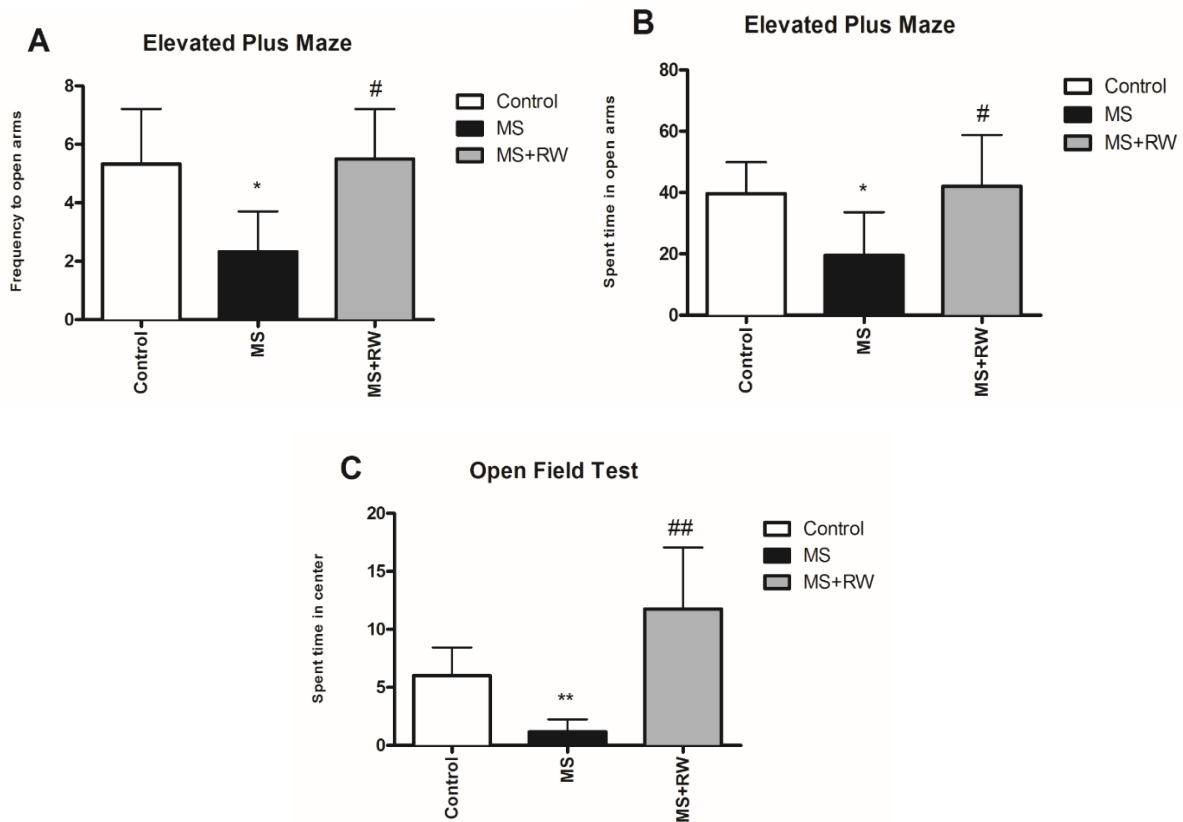 A
Elevated Plus Maze
Frequency to open arms
8
6
4
2
0
#
*
Control
MS
MS+RW
Control
MS
MS+RW
B
Elevated Plus Maze
Spent time in open arms
80
60
40
20
0
#
*
Control
MS
MS+RW
Control
MS
MS+RW
C
Open Field Test
Spent time in center
20
15
10
5
0
##
**
Control
MS
MS+RW
Control
MS
MS+RW